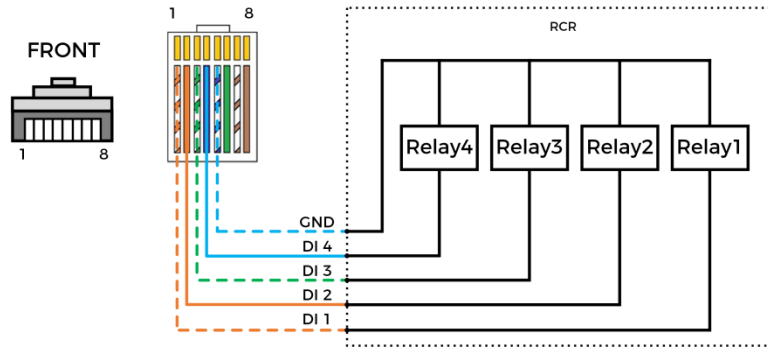 1 8
RCR
FRONT
1 8
Relay4 Relay3 Relay2 Relay1
GND
DI 4
DI 3
DI 2
DI 1